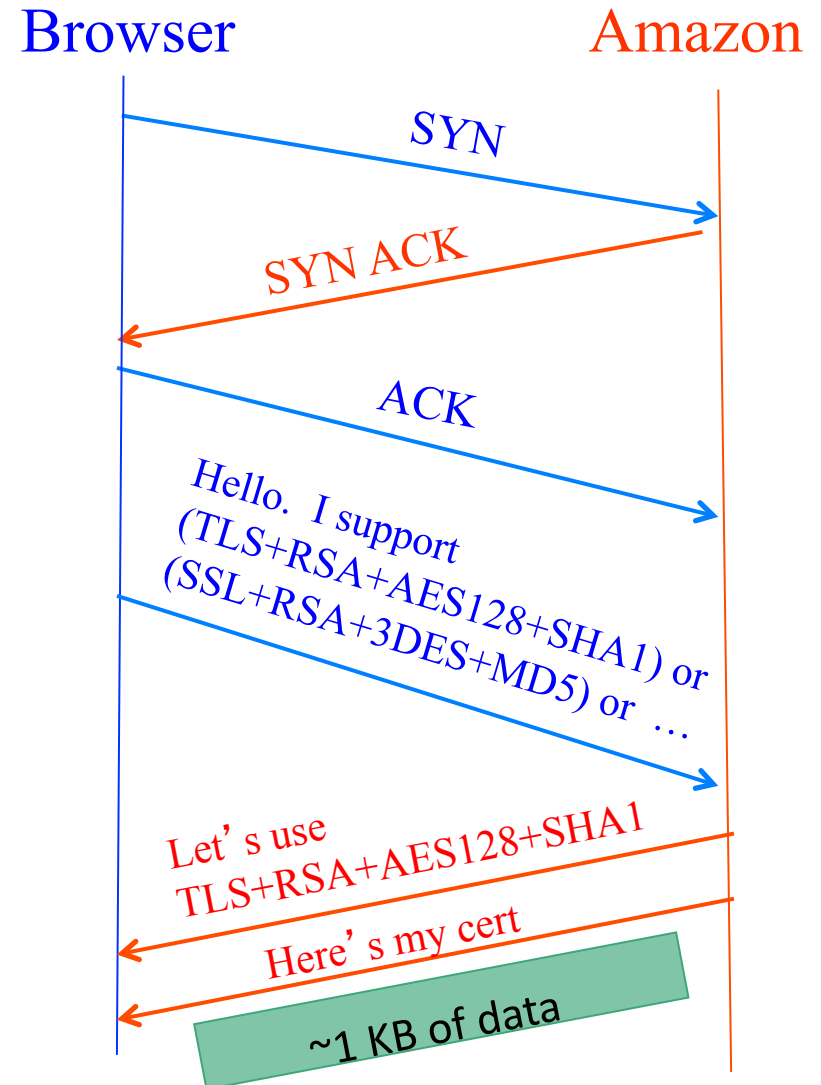 Browser
Amazon
SYN
SYN ACK
ACK
Hello.  I support
(TLS+RSA+AES128+SHA1) or
(SSL+RSA+3DES+MD5) or  …
Let’s use
TLS+RSA+AES128+SHA1
Here’s my cert
~1 KB of data